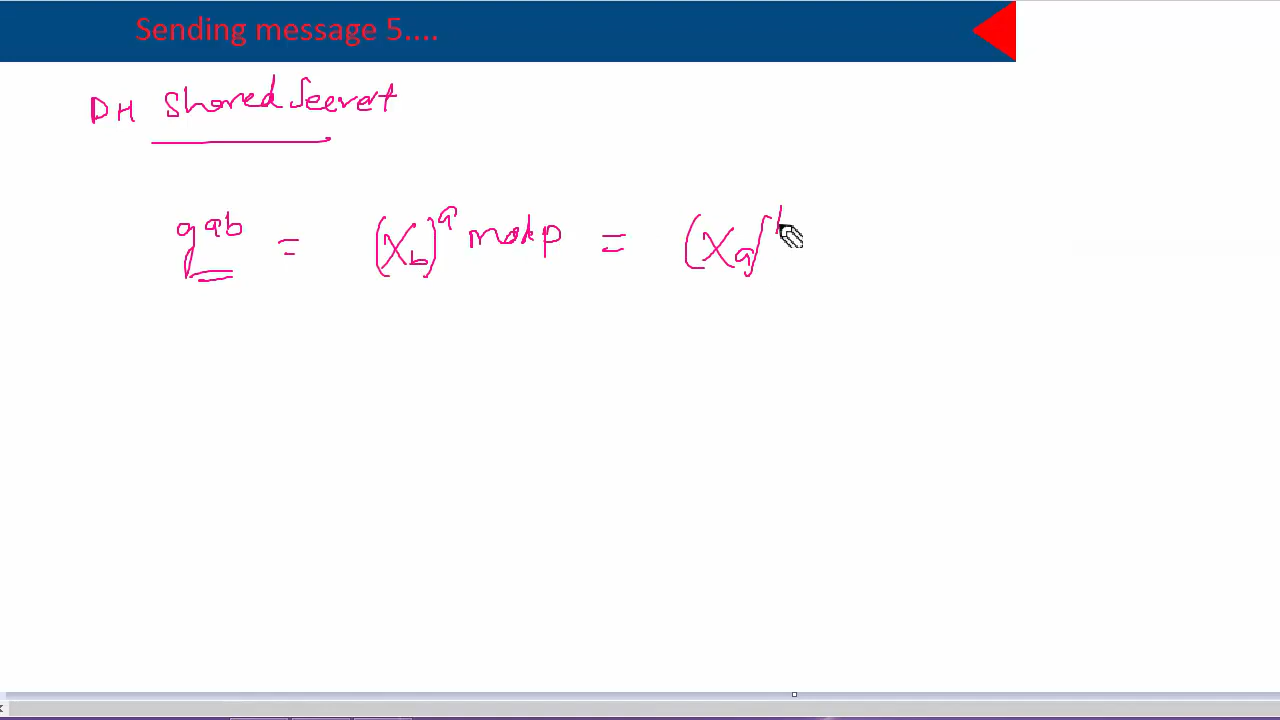 Sending message 5....
DH Shared Secret
g^ab = (X_b)^a mod p = (X_a)^b